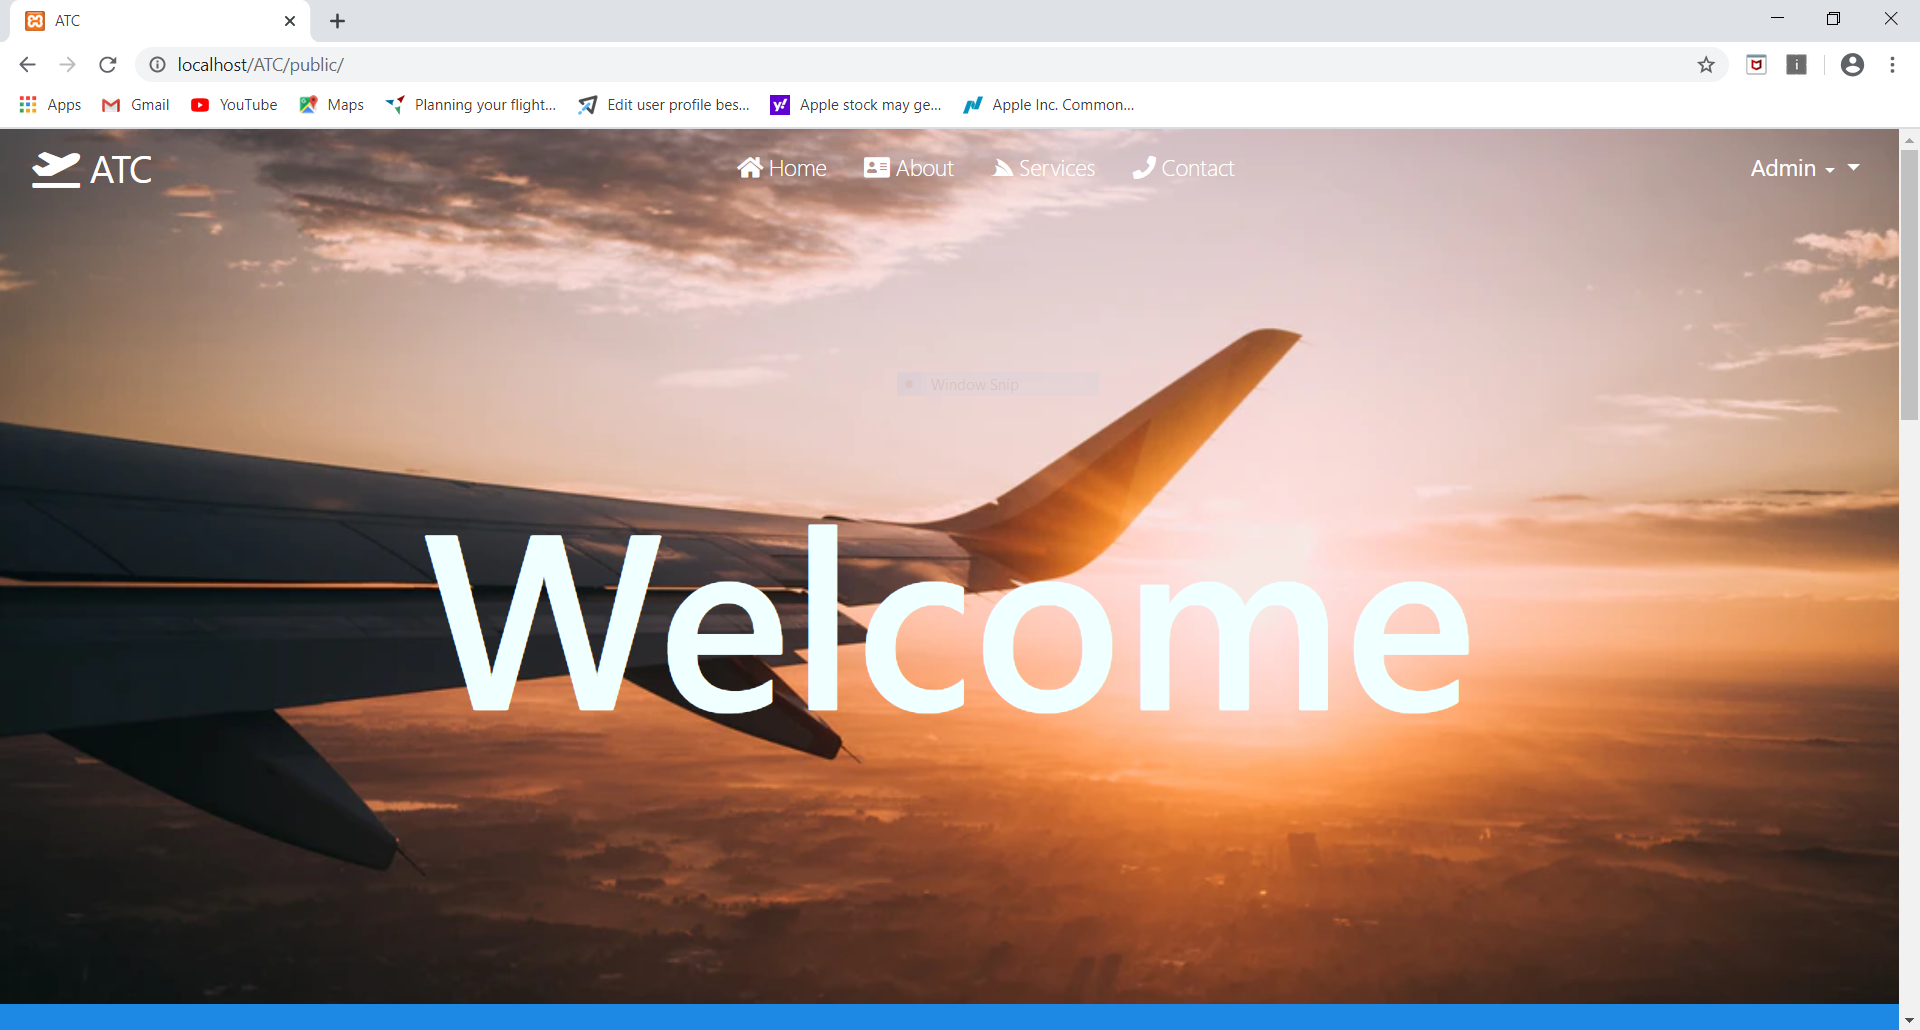 ATC
localhost/ATC/public/
Apps Gmail YouTube Maps Planning your flight... Edit user profile bes... Apple stock may ge... Apple Inc. Common...
ATC Home About Services Contact Admin
Window Snip
Welcome